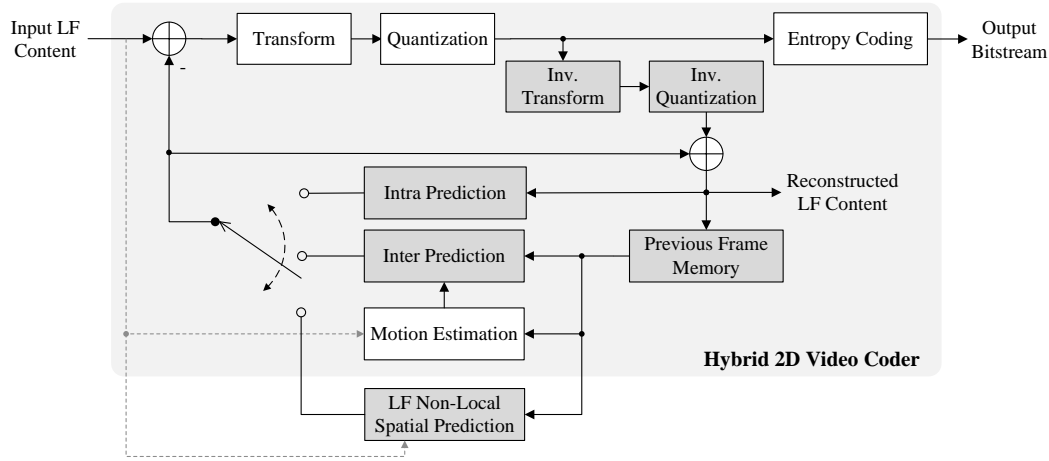 Input LF
Content
Transform
Quantization
Entropy Coding
Output
Bitstream
-
Inv.
Transform
Inv.
Quantization
Intra Prediction
Reconstructed
LF Content
Inter Prediction
Previous Frame
Memory
Motion Estimation
Hybrid 2D Video Coder
LF Non-Local
Spatial Prediction